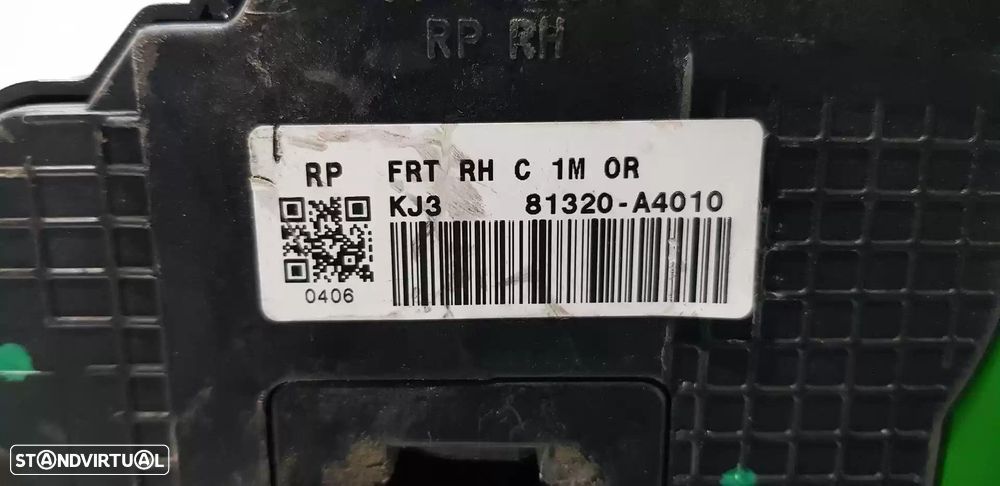 RP RH
RP FRT RH C 1M OR
KJ3 81320-A4010
0406
STANDVIRTUAL